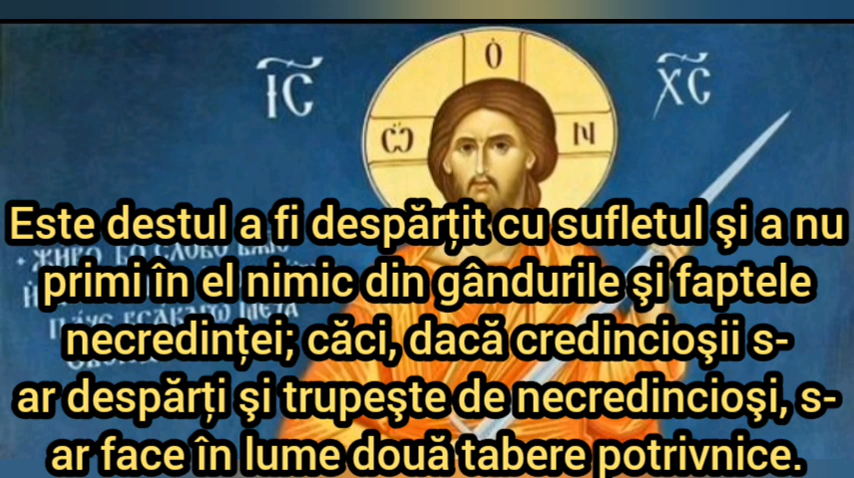 IC XC
Ѡ О Н
Este destul a fi despărțit cu sufletul şi a nu
primi în el nimic din gândurile şi faptele
necredinței; căci, dacă credincioşii s-
ar despărți şi trupeşte de necredincioşi, s-
ar face în lume două tabere potrivnice.